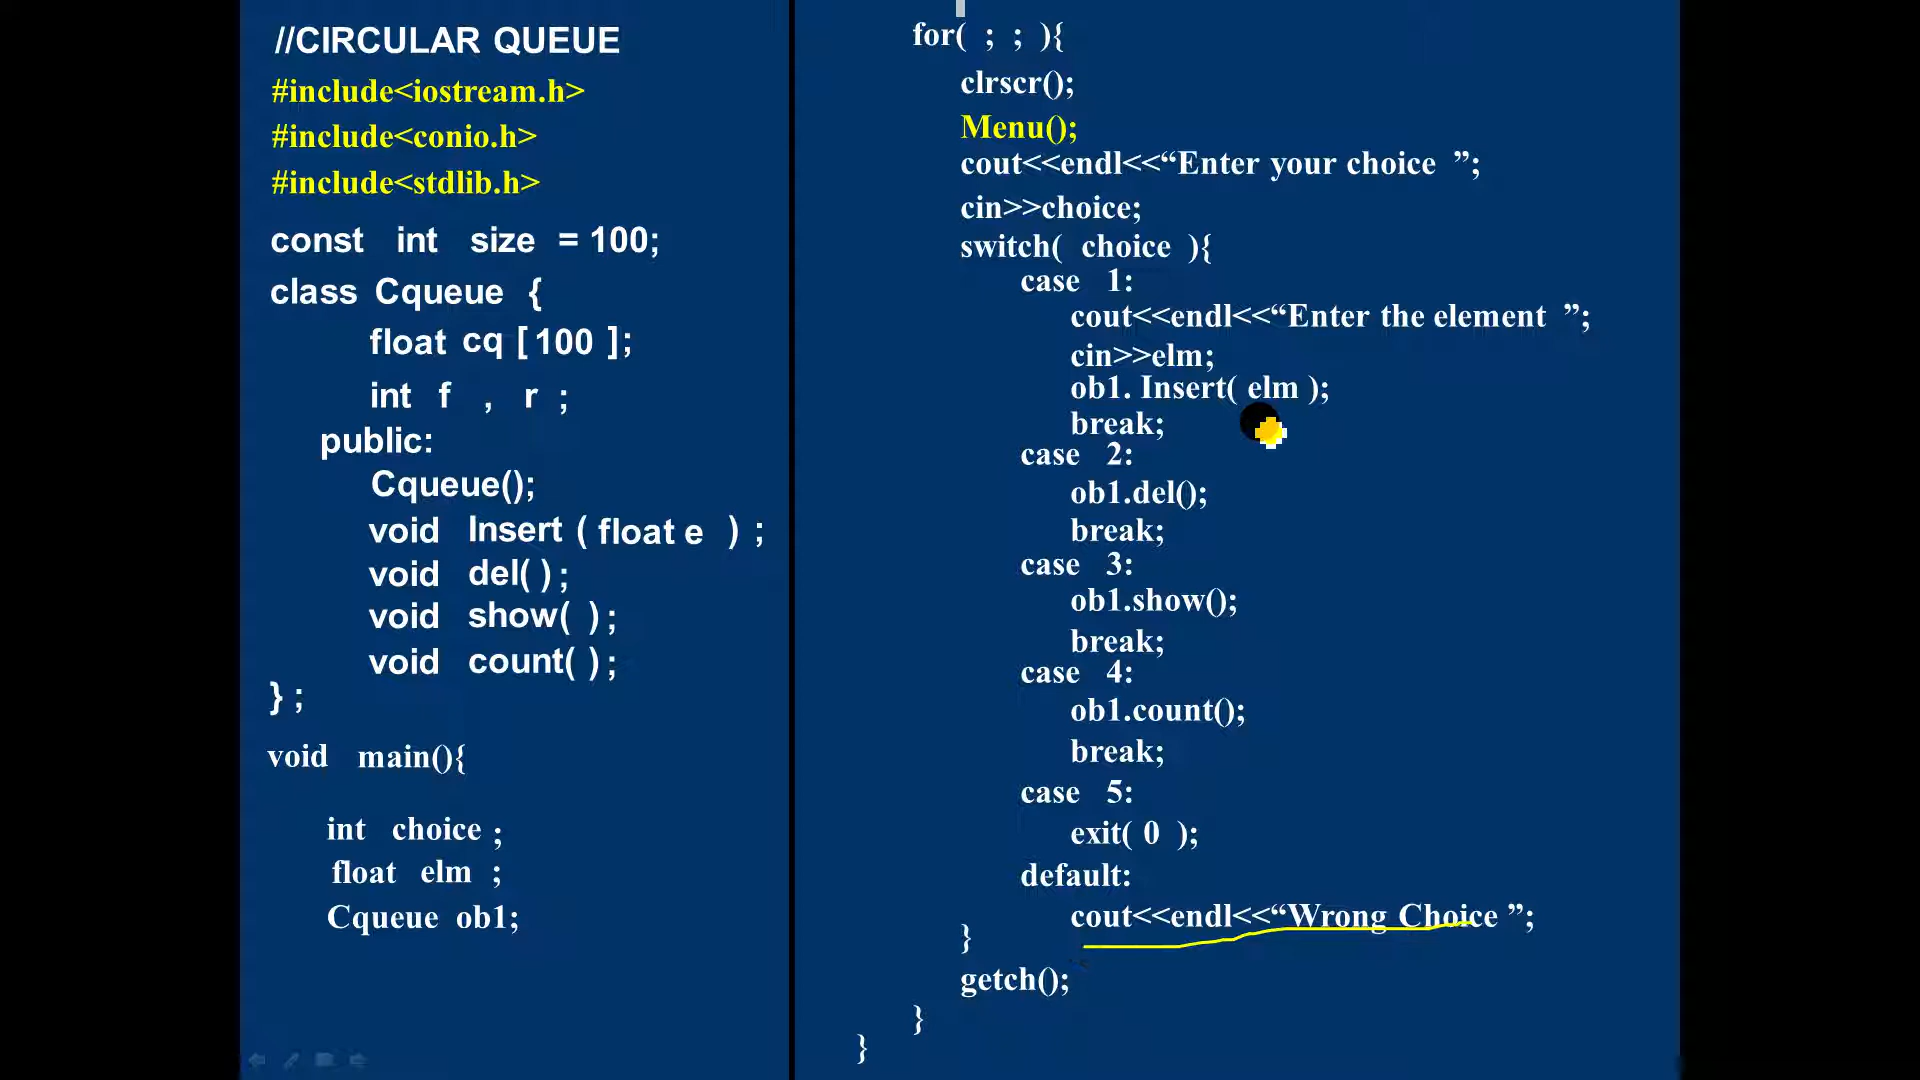 //CIRCULAR QUEUE
#include<iostream.h>
#include<conio.h>
#include<stdlib.h>
const int size = 100;
class Cqueue {
float cq [ 100 ];
int f , r ;
public:
Cqueue();
void Insert ( float e ) ;
void del( ) ;
void show( ) ;
void count( ) ;
} ;
void main(){
int choice ;
float elm ;
Cqueue ob1;
for( ; ; ){
clrscr();
Menu();
cout<<endl<<“Enter your choice ”;
cin>>choice;
switch( choice ){
case 1:
cout<<endl<<“Enter the element ”;
cin>>elm;
ob1. Insert( elm );
break;
case 2:
ob1.del();
break;
case 3:
ob1.show();
break;
case 4:
ob1.count();
break;
case 5:
exit( 0 );
default:
cout<<endl<<“Wrong Choice ”;
}
getch();
}
}